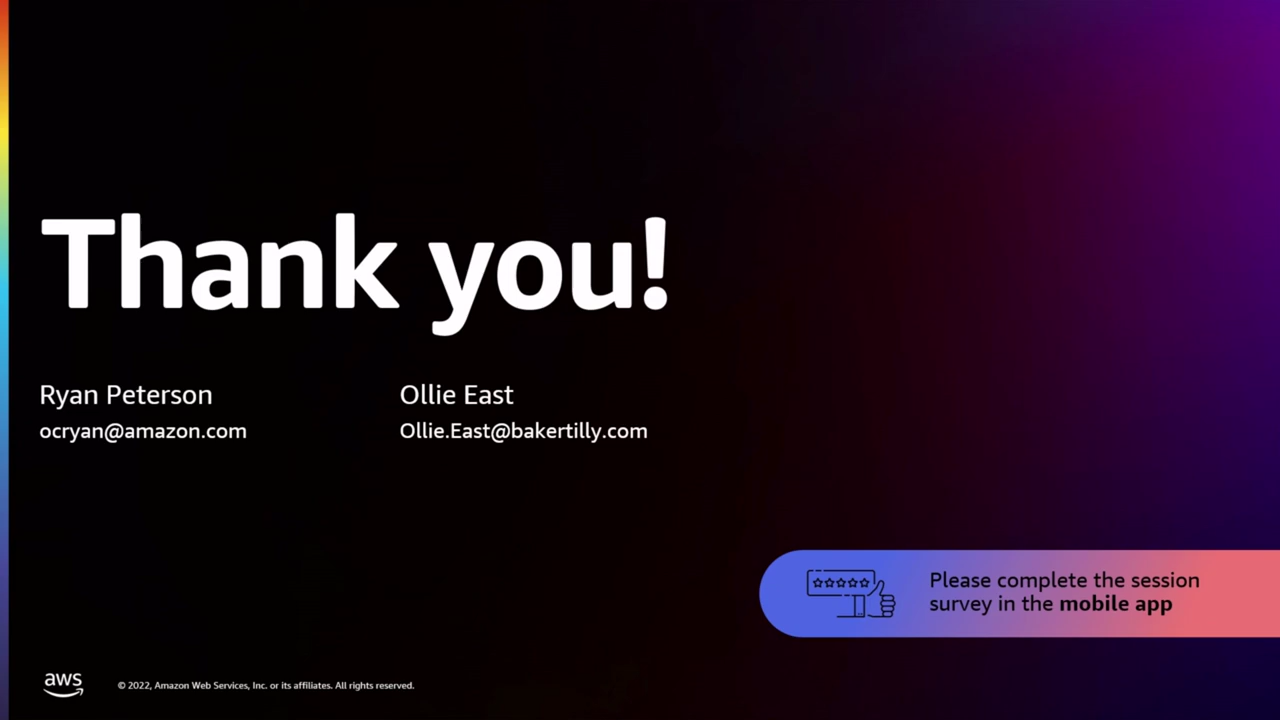 Thank you!
Ryan Peterson
ocryan@amazon.com
Ollie East
Ollie.East@bakertilly.com
Please complete the session
survey in the mobile app
aws
© 2022, Amazon Web Services, Inc. or its affiliates. All rights reserved.